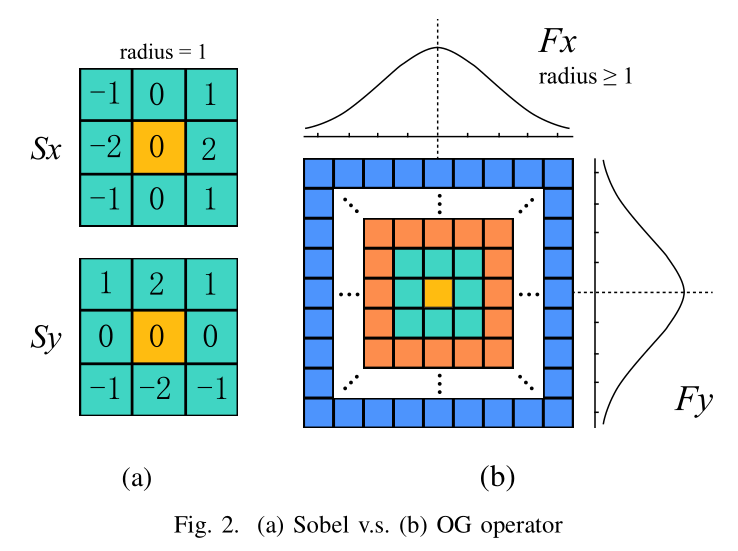 radius = 1
Sx
-1 0 1
-2 0 2
-1 0 1
Sy
1 2 1
0 0 0
-1 -2 -1
(a)
Fx
radius ≥ 1
Fy
(b)
Fig. 2. (a) Sobel v.s. (b) OG operator